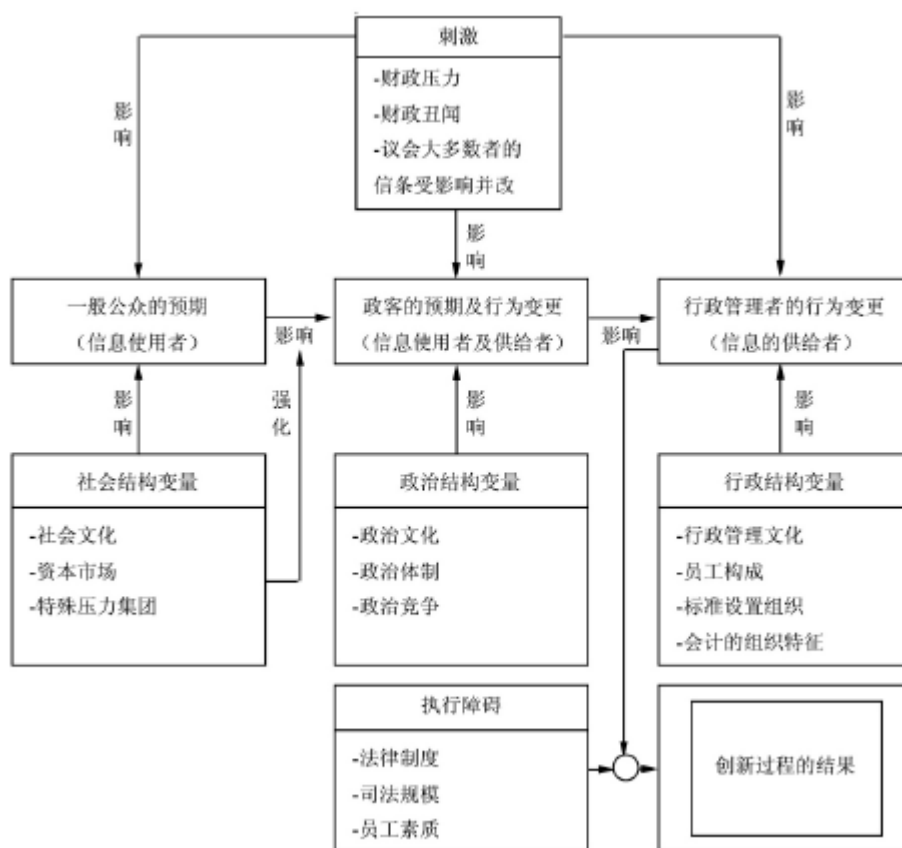 刺激
-财政压力
-财政丑闻
-议会大多数者的
信条受影响并改
影响
影响
影响
一般公众的预期
（信息使用者）
影响
政客的预期及行为变更
（信息使用者及供给者）
影响
行政管理者的行为变更
（信息的供给者）
影响
强化
影响
影响
社会结构变量
-社会文化
-资本市场
-特殊压力集团
政治结构变量
-政治文化
-政治体制
-政治竞争
行政结构变量
-行政管理文化
-员工构成
-标准设置组织
-会计的组织特征
执行障碍
-法律制度
-司法规模
-员工素质
创新过程的结果